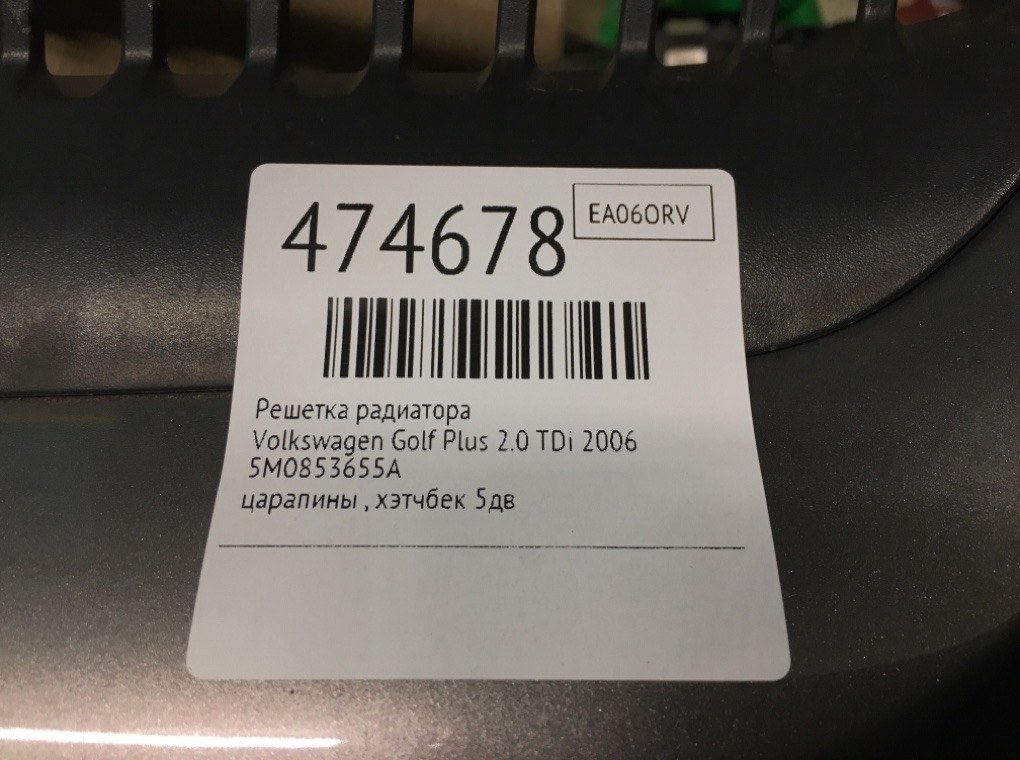 474678
EA06ORV
Решетка радиатора
Volkswagen Golf Plus 2.0 TDi 2006
5M0853655A
царапины , хэтчбек 5дв